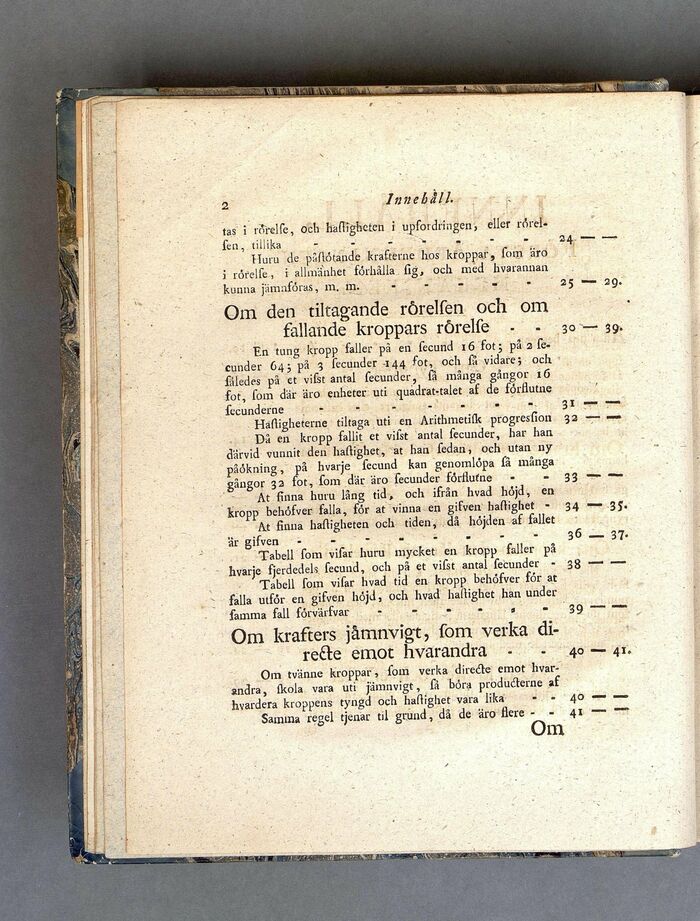 2 Innehåll.
tas i rörelſe, och haſtigheten i upfordringen, eller rörel-
ſen, tillika - - - - - - - 24 — —
Huru de påſtötande krafterne hos kroppar, ſom äro
i rörelſe, i allmänhet förhålla ſig, och med hvarannan
kunna jämnföras, m. m. - - - - - 25 — 29.
Om den tiltagande rörelſen och om
fallande kroppars rörelſe - - 30 — 39.
En tung kropp faller på en ſecund 16 fot; på 2 ſe-
cunder 64; på 3 ſecunder 144 fot, och ſå vidare; och
ſåledes på et viſst antal ſecunder, ſå många gångor 16
fot, ſom där äro enheter uti quadrat-talet af de förflutne
ſecunderne - - - - - - - 31 — —
Haſtigheterne tiltaga uti en Arithmetiſk progreſſion 32 — —
Då en kropp fallit et viſst antal ſecunder, har han
därvid vunnit den haſtighet, at han ſedan, och utan ny
påökning, på hvarje ſecund kan genomlöpa ſå många
gångor 32 fot, ſom där äro ſecunder förflutne - - 33 — —
At finna huru lång tid, och ifrån hvad höjd, en
kropp behöfver falla, för at vinna en gifven haſtighet - 34 — 35.
At finna haſtigheten och tiden, då höjden af fallet
är gifven - - - - - - - 36 — 37.
Tabell ſom viſar huru mycket en kropp faller på
hvarje fjerdedels ſecund, och på et viſst antal ſecunder - 38 — —
Tabell ſom viſar hvad tid en kropp behöfver för at
falla utför en gifven höjd, och hvad haſtighet han under
ſamma fall förvärfvar - - - - - 39 — —
Om krafters jämnvigt, ſom verka di-
recte emot hvarandra - - 40 — 41.
Om tvänne kroppar, ſom verka directe emot hvar-
andra, ſkola vara uti jämnvigt, ſå böra producterne af
hvardera kroppens tyngd och haſtighet vara lika - - 40 — —
Samma regel tjenar til grund, då de äro flere - - 41 — —
Om